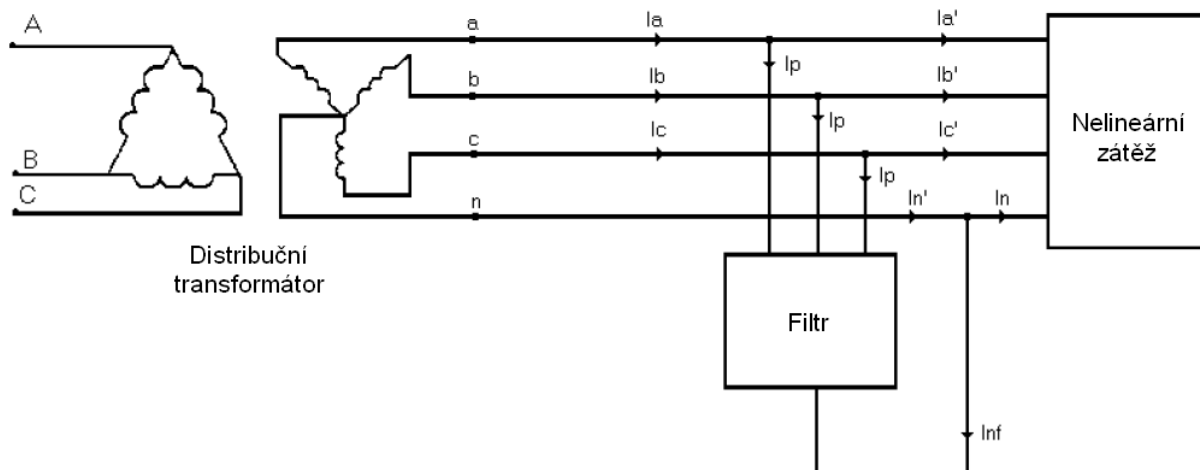 A
a
Ia
Ia'
Ip
b
Ib
Ib'
Ip
B
c
Ic
Ic'
Ip
C
n
In'
In
Nelineární
zátěž
Distribuční
transformátor
Filtr
Inf